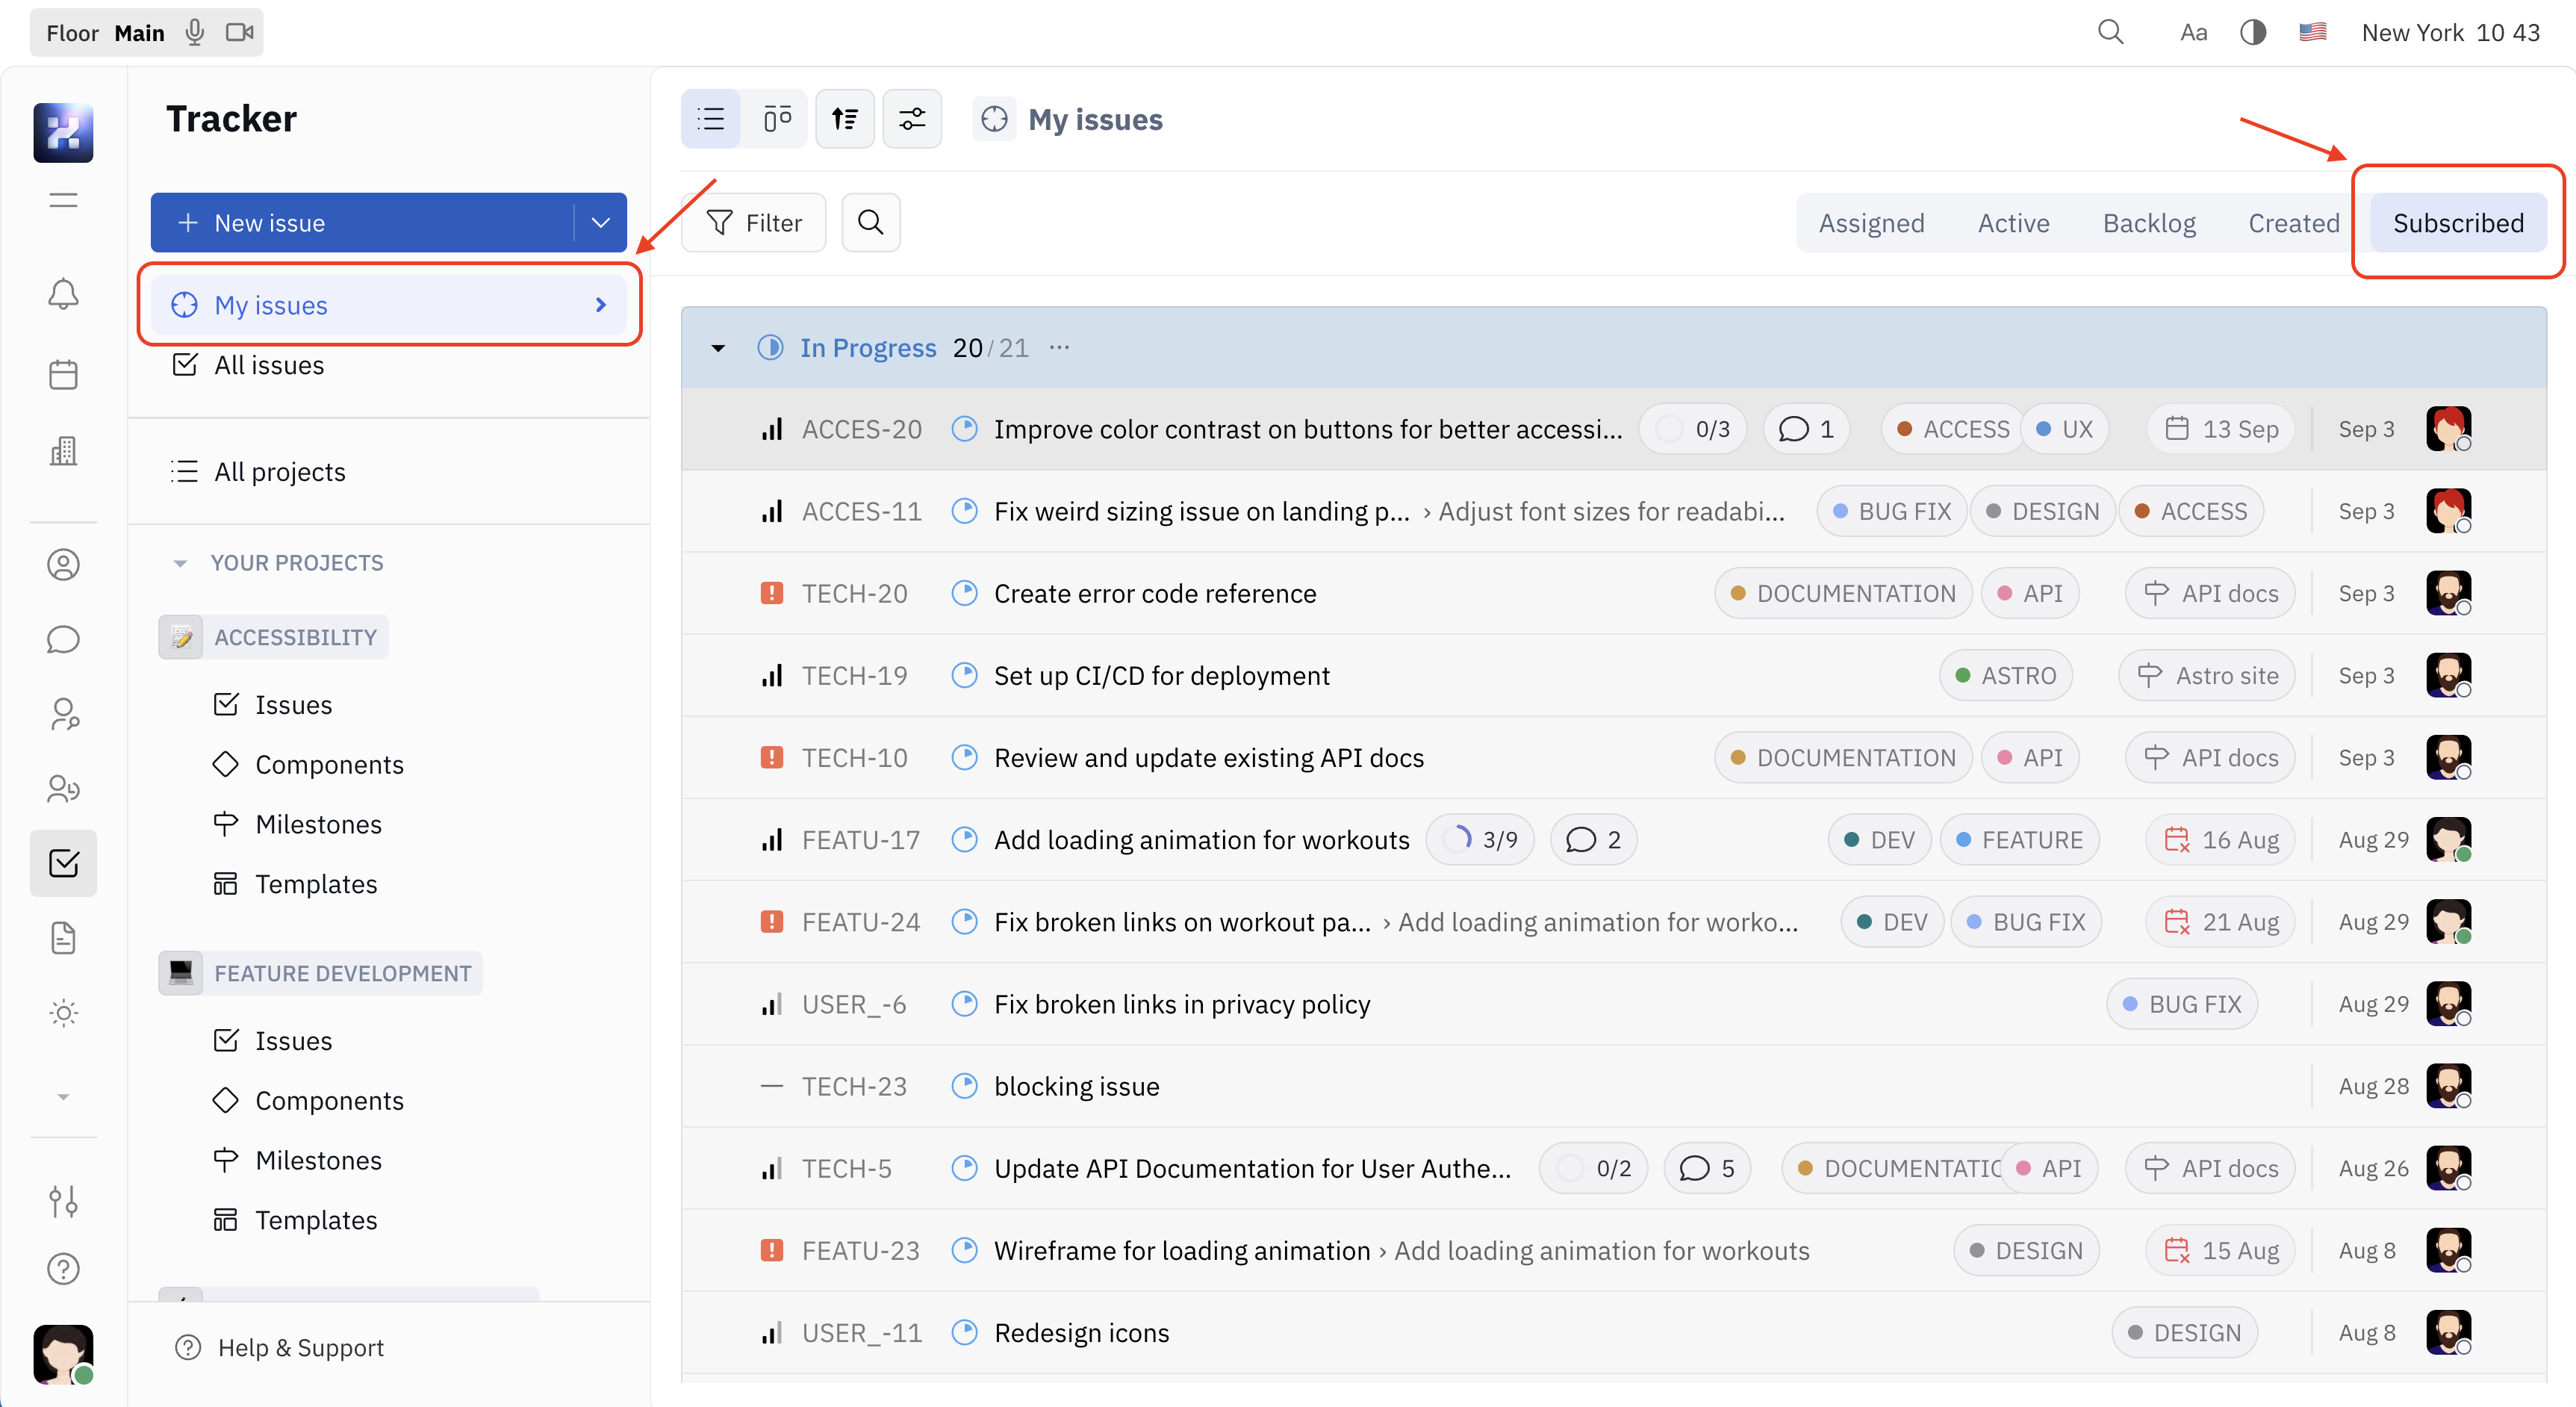 Floor Main
Aa New York 10 43
Tracker
New issue
My issues
All issues
All projects
YOUR PROJECTS
ACCESSIBILITY
Issues
Components
Milestones
Templates
FEATURE DEVELOPMENT
Issues
Components
Milestones
Templates
Help & Support
My issues
Filter
Assigned Active Backlog Created Subscribed
In Progress 20/21 ...
ACCES-20 Improve color contrast on buttons for better accessi... 0/3 1 ACCESS UX 13 Sep Sep 3
ACCES-11 Fix weird sizing issue on landing p... › Adjust font sizes for readabi... BUG FIX DESIGN ACCESS Sep 3
TECH-20 Create error code reference DOCUMENTATION API API docs Sep 3
TECH-19 Set up CI/CD for deployment ASTRO Astro site Sep 3
TECH-10 Review and update existing API docs DOCUMENTATION API API docs Sep 3
FEATU-17 Add loading animation for workouts 3/9 2 DEV FEATURE 16 Aug Aug 29
FEATU-24 Fix broken links on workout pa... › Add loading animation for worko... DEV BUG FIX 21 Aug Aug 29
USER_-6 Fix broken links in privacy policy BUG FIX Aug 29
TECH-23 blocking issue Aug 28
TECH-5 Update API Documentation for User Authe... 0/2 5 DOCUMENTATIC API API docs Aug 26
FEATU-23 Wireframe for loading animation › Add loading animation for workouts DESIGN 15 Aug Aug 8
USER_-11 Redesign icons DESIGN Aug 8